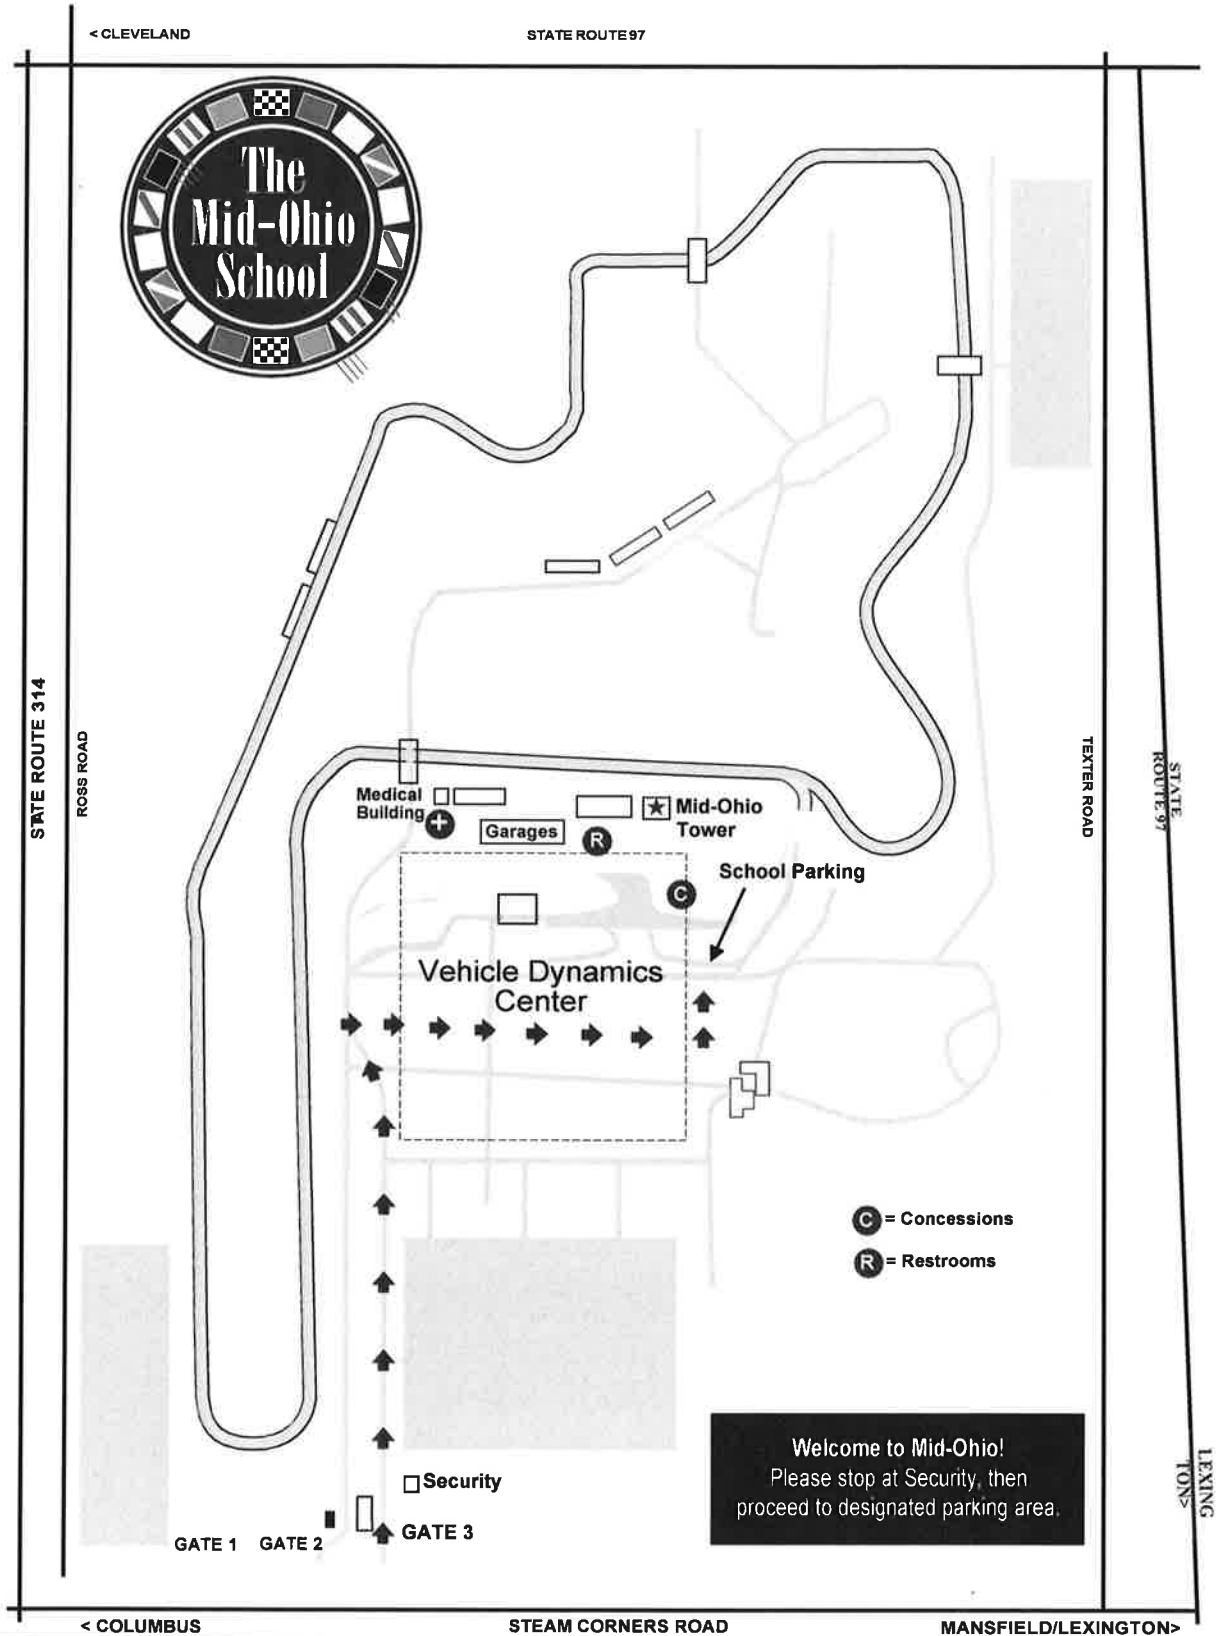 < CLEVELAND
STATE ROUTE 97
The
Mid-Ohio
School
STATE ROUTE 314
ROSS ROAD
TEXTER ROAD
STATE
ROUTE 97
Medical
Building
Garages
R
Mid-Ohio
Tower
School Parking
C
Vehicle Dynamics
Center
C = Concessions
R = Restrooms
Welcome to Mid-Ohio!
Please stop at Security, then
proceed to designated parking area.
LEXING
TON>
Security
GATE 1
GATE 2
GATE 3
< COLUMBUS
STEAM CORNERS ROAD
MANSFIELD/LEXINGTON>